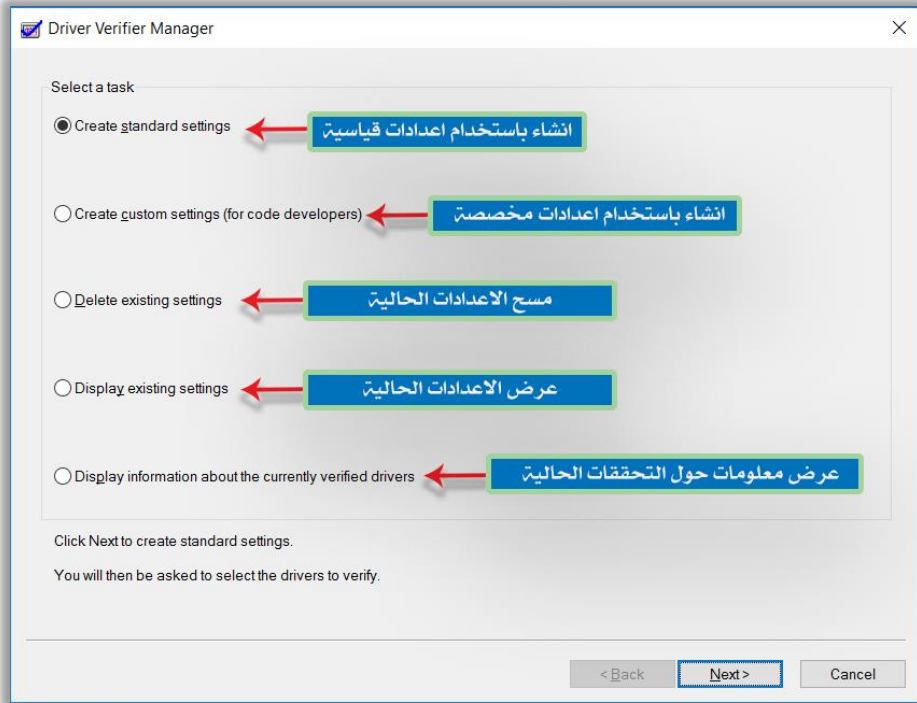 Driver Verifier Manager
Select a task
Create standard settings
انشاء باستخدام اعدادات قياسية
Create custom settings (for code developers)
انشاء باستخدام اعدادات مخصصة
Delete existing settings
مسح الاعدادات الحالية
Display existing settings
عرض الاعدادات الحالية
Display information about the currently verified drivers
عرض معلومات حول التحققات الحالية
Click Next to create standard settings.
You will then be asked to select the drivers to verify.
< Back
Next >
Cancel